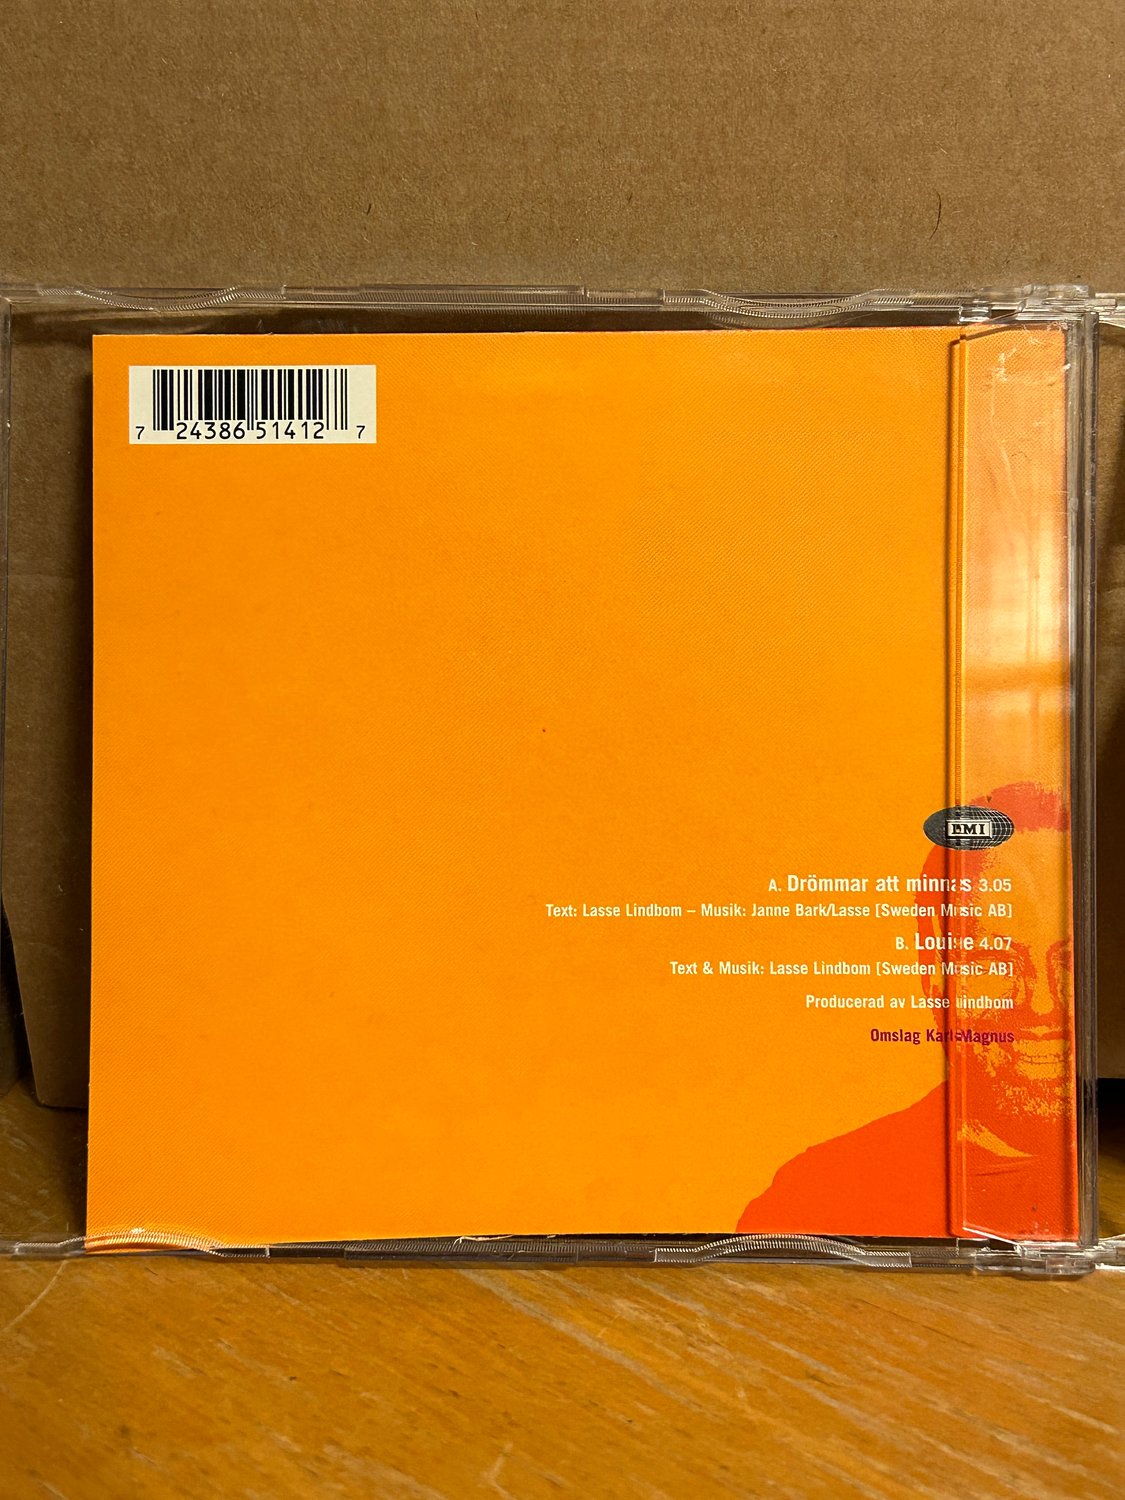 7 24386 51412 7
EMI
A. Drömmar att minnas 3.05
Text: Lasse Lindbom – Musik: Janne Bark/Lasse [Sweden Music AB]
B. Louise 4.07
Text & Musik: Lasse Lindbom [Sweden Music AB]
Producerad av Lasse Lindbom
Omslag Karl-Magnus